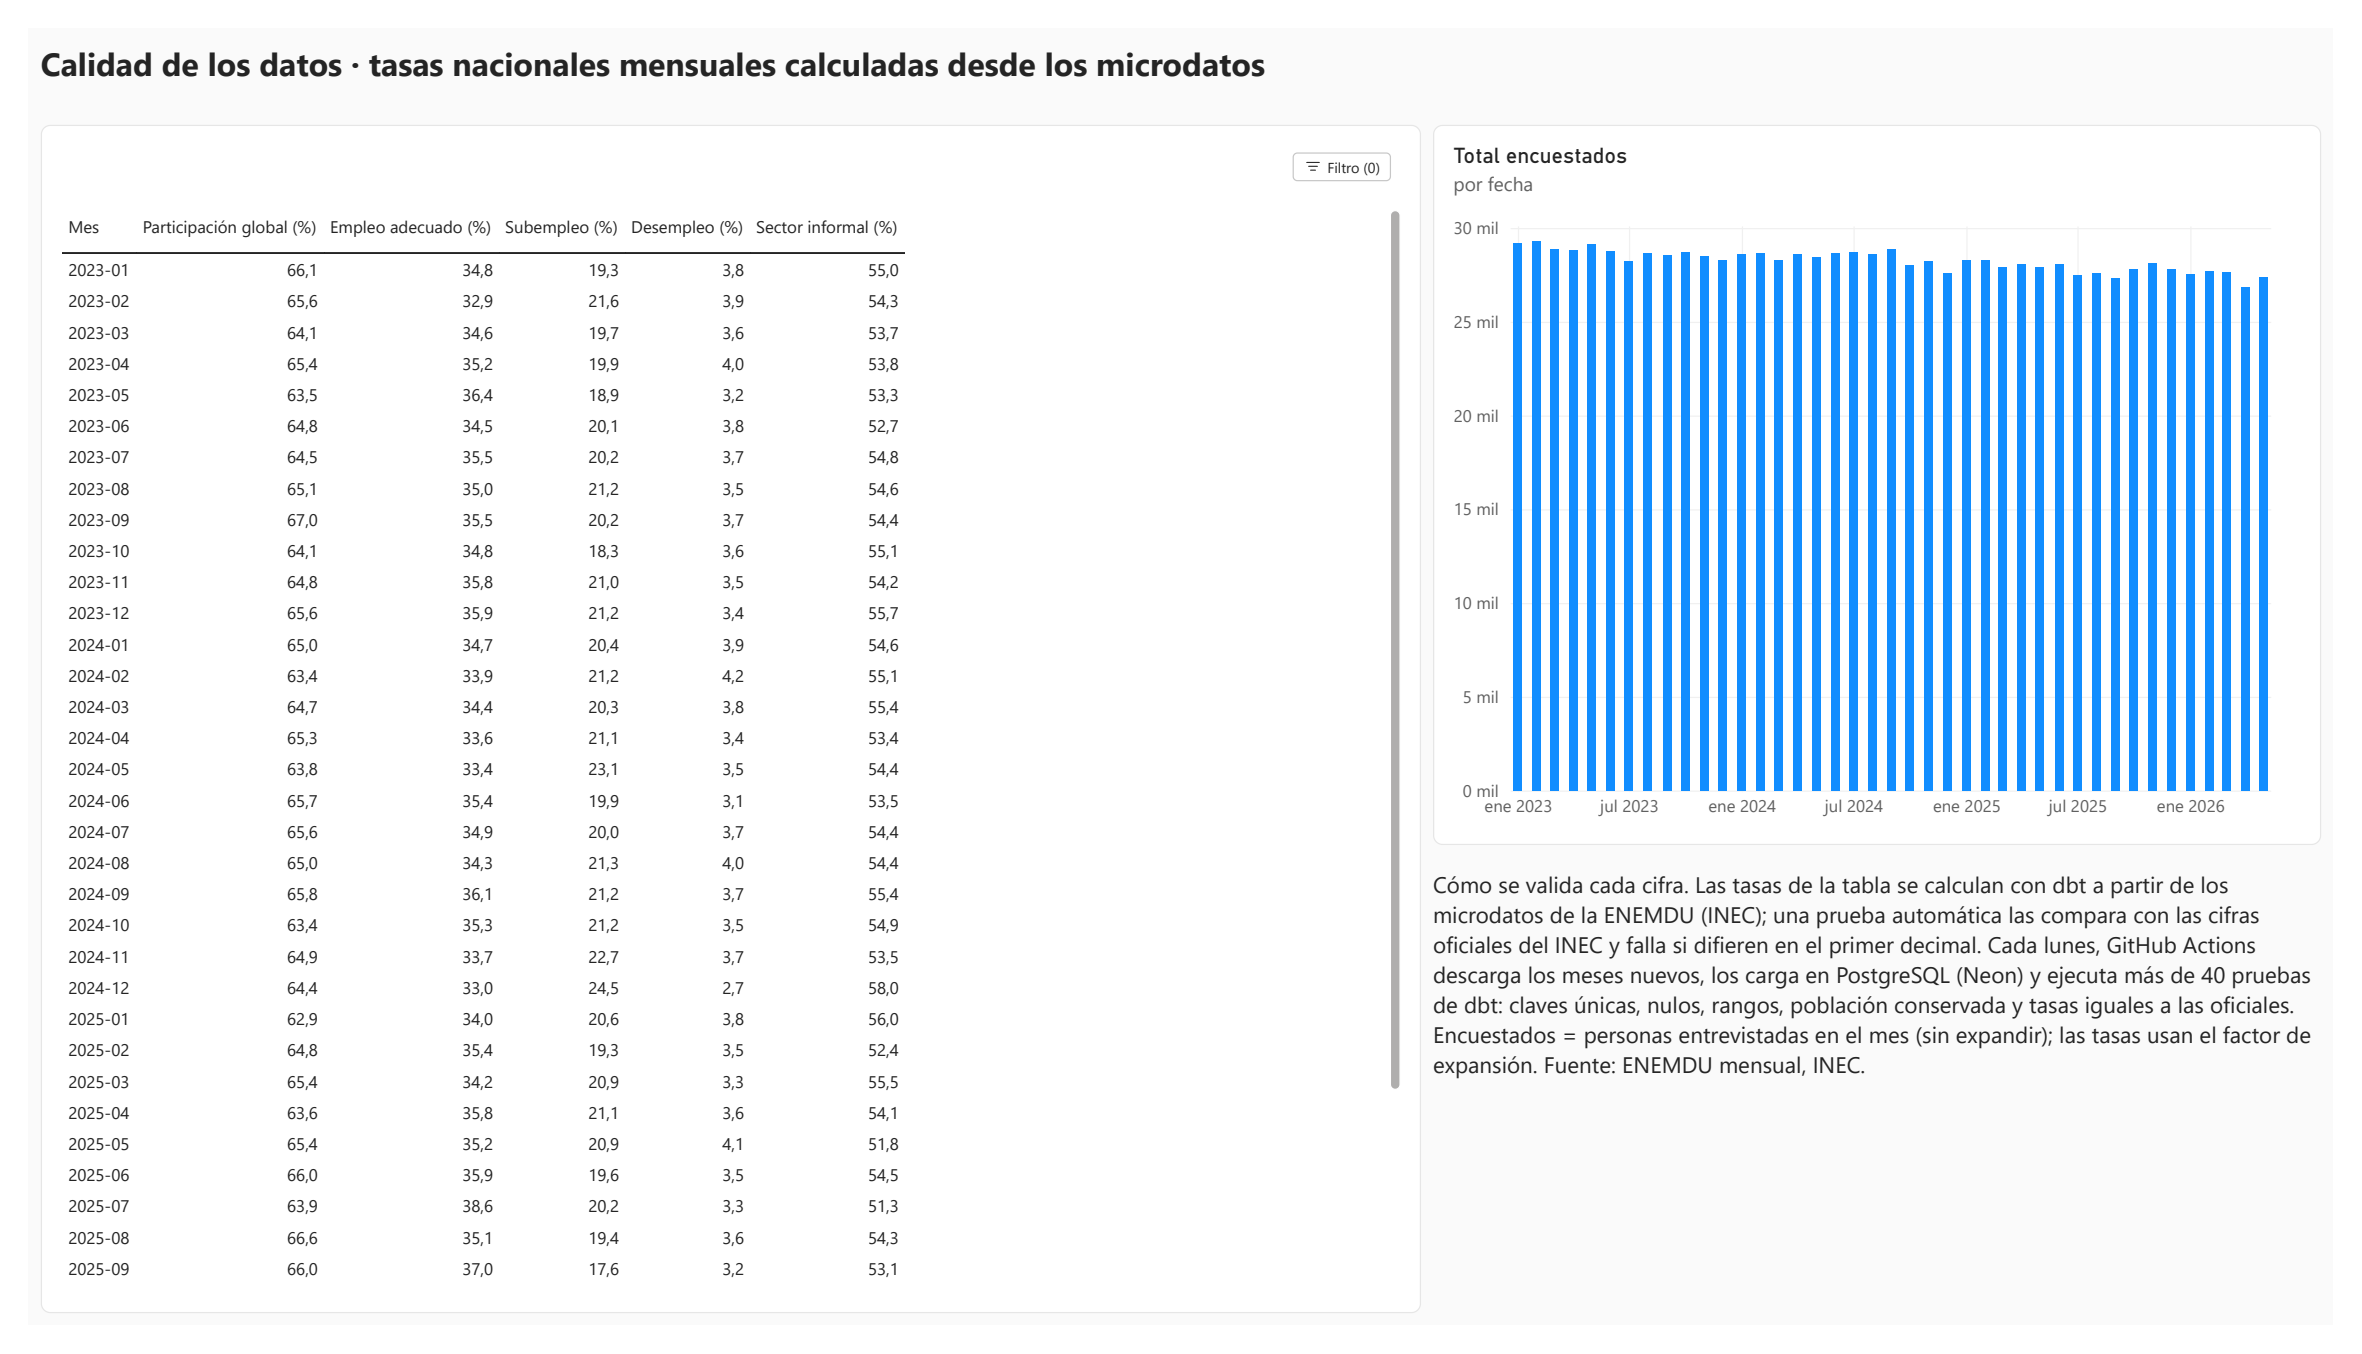 Calidad de los datos · tasas nacionales mensuales calculadas desde los microdatos
Filtro (0)
Mes Participación global (%) Empleo adecuado (%) Subempleo (%) Desempleo (%) Sector informal (%)
2023-01 66,1 34,8 19,3 3,8 55,0
2023-02 65,6 32,9 21,6 3,9 54,3
2023-03 64,1 34,6 19,7 3,6 53,7
2023-04 65,4 35,2 19,9 4,0 53,8
2023-05 63,5 36,4 18,9 3,2 53,3
2023-06 64,8 34,5 20,1 3,8 52,7
2023-07 64,5 35,5 20,2 3,7 54,8
2023-08 65,1 35,0 21,2 3,5 54,6
2023-09 67,0 35,5 20,2 3,7 54,4
2023-10 64,1 34,8 18,3 3,6 55,1
2023-11 64,8 35,8 21,0 3,5 54,2
2023-12 65,6 35,9 21,2 3,4 55,7
2024-01 65,0 34,7 20,4 3,9 54,6
2024-02 63,4 33,9 21,2 4,2 55,1
2024-03 64,7 34,4 20,3 3,8 55,4
2024-04 65,3 33,6 21,1 3,4 53,4
2024-05 63,8 33,4 23,1 3,5 54,4
2024-06 65,7 35,4 19,9 3,1 53,5
2024-07 65,6 34,9 20,0 3,7 54,4
2024-08 65,0 34,3 21,3 4,0 54,4
2024-09 65,8 36,1 21,2 3,7 55,4
2024-10 63,4 35,3 21,2 3,5 54,9
2024-11 64,9 33,7 22,7 3,7 53,5
2024-12 64,4 33,0 24,5 2,7 58,0
2025-01 62,9 34,0 20,6 3,8 56,0
2025-02 64,8 35,4 19,3 3,5 52,4
2025-03 65,4 34,2 20,9 3,3 55,5
2025-04 63,6 35,8 21,1 3,6 54,1
2025-05 65,4 35,2 20,9 4,1 51,8
2025-06 66,0 35,9 19,6 3,5 54,5
2025-07 63,9 38,6 20,2 3,3 51,3
2025-08 66,6 35,1 19,4 3,6 54,3
2025-09 66,0 37,0 17,6 3,2 53,1
Total encuestados
por fecha
30 mil
25 mil
20 mil
15 mil
10 mil
5 mil
0 mil
ene 2023 jul 2023 ene 2024 jul 2024 ene 2025 jul 2025 ene 2026
Cómo se valida cada cifra. Las tasas de la tabla se calculan con dbt a partir de los
microdatos de la ENEMDU (INEC); una prueba automática las compara con las cifras
oficiales del INEC y falla si difieren en el primer decimal. Cada lunes, GitHub Actions
descarga los meses nuevos, los carga en PostgreSQL (Neon) y ejecuta más de 40 pruebas
de dbt: claves únicas, nulos, rangos, población conservada y tasas iguales a las oficiales.
Encuestados = personas entrevistadas en el mes (sin expandir); las tasas usan el factor de
expansión. Fuente: ENEMDU mensual, INEC.